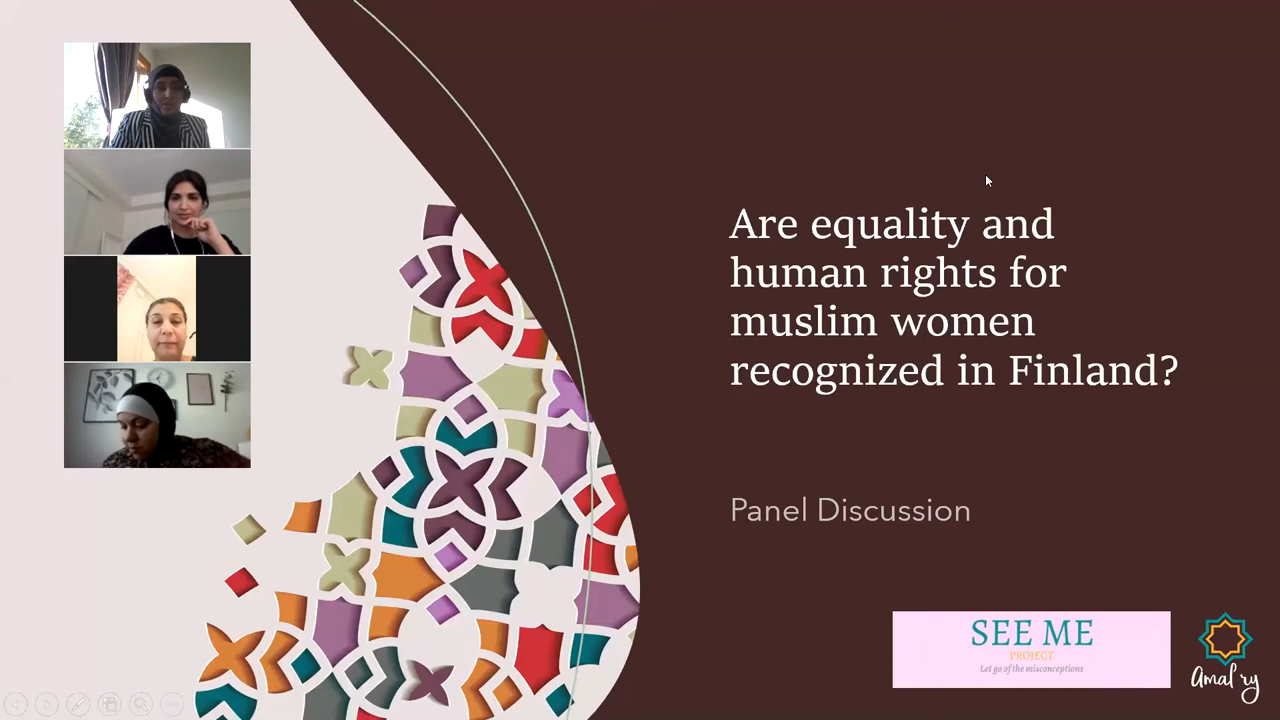 Are equality and
human rights for
muslim women
recognized in Finland?
Panel Discussion
SEE ME
PROJECT
Let go of the misconceptions
Amal ry